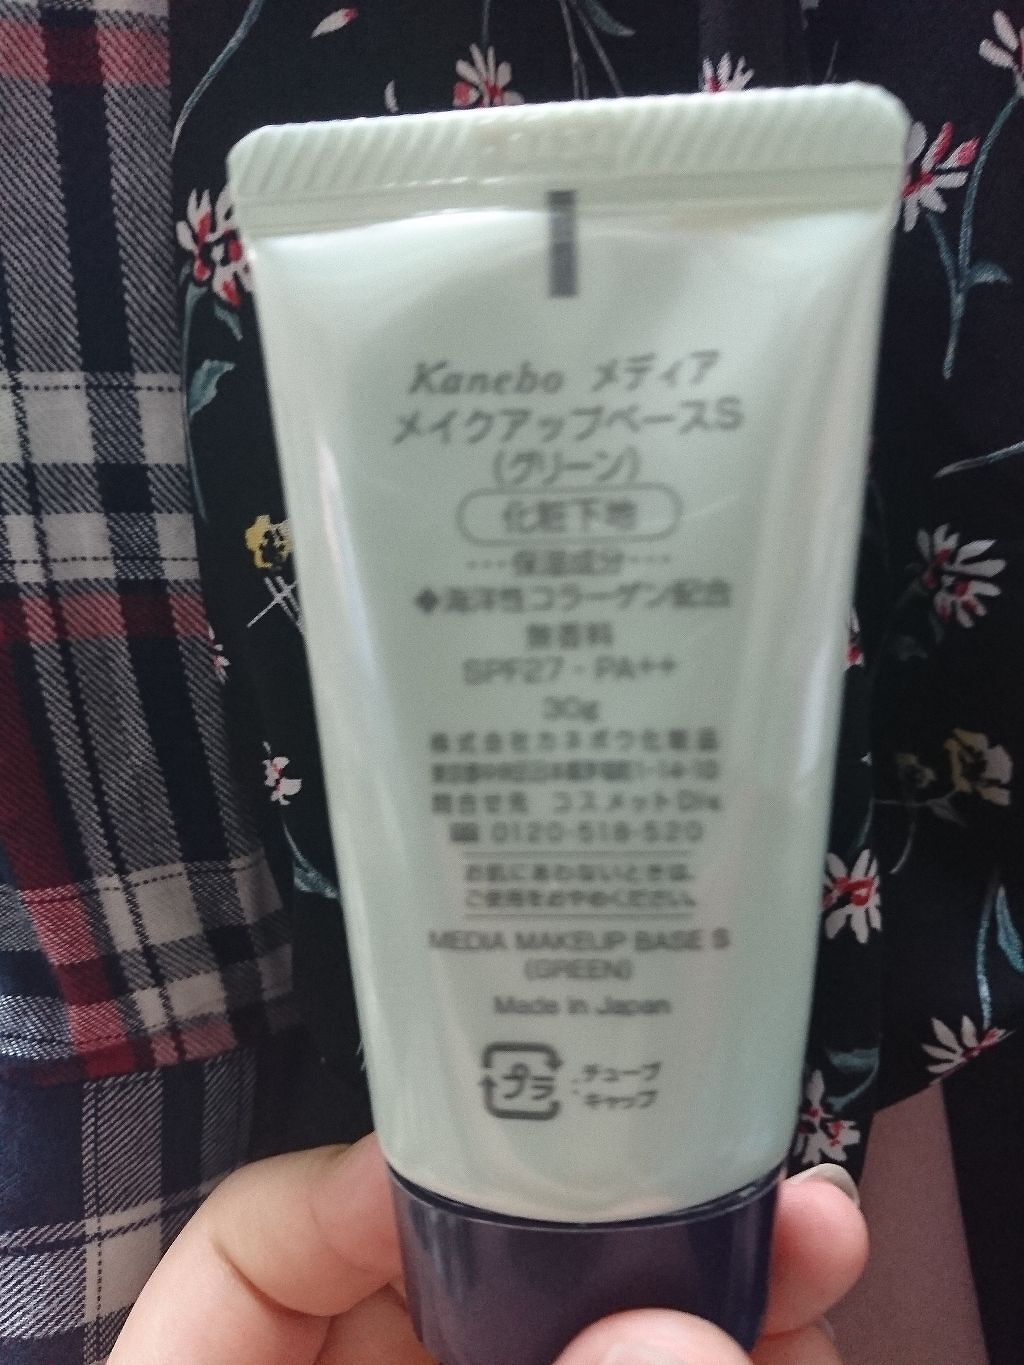 Kanebo メディア
メイクアップベースS
(グリーン)
化粧下地
---保湿成分---
◆海洋性コラーゲン配合
無香料
SPF27・PA++
30g
株式会社カネボウ化粧品
問合せ先 コスメットDiv.
0120-518-520
お肌にあわないときは、
ご使用をおやめください。
MEDIA MAKEUP BASE S
(GREEN)
Made in Japan
プラ :チューブ
:キャップ